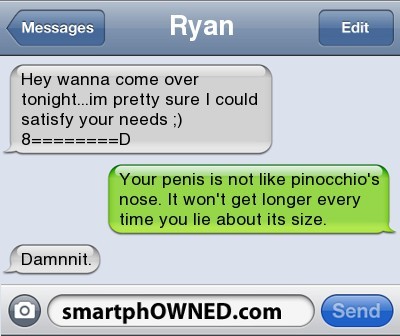 Messages
Ryan
Edit
Hey wanna come over
tonight...im pretty sure I could
satisfy your needs ;)
8========D
Your penis is not like pinocchio's
nose. It won't get longer every
time you lie about its size.
Damnnit.
smartphOWNED.com
Send